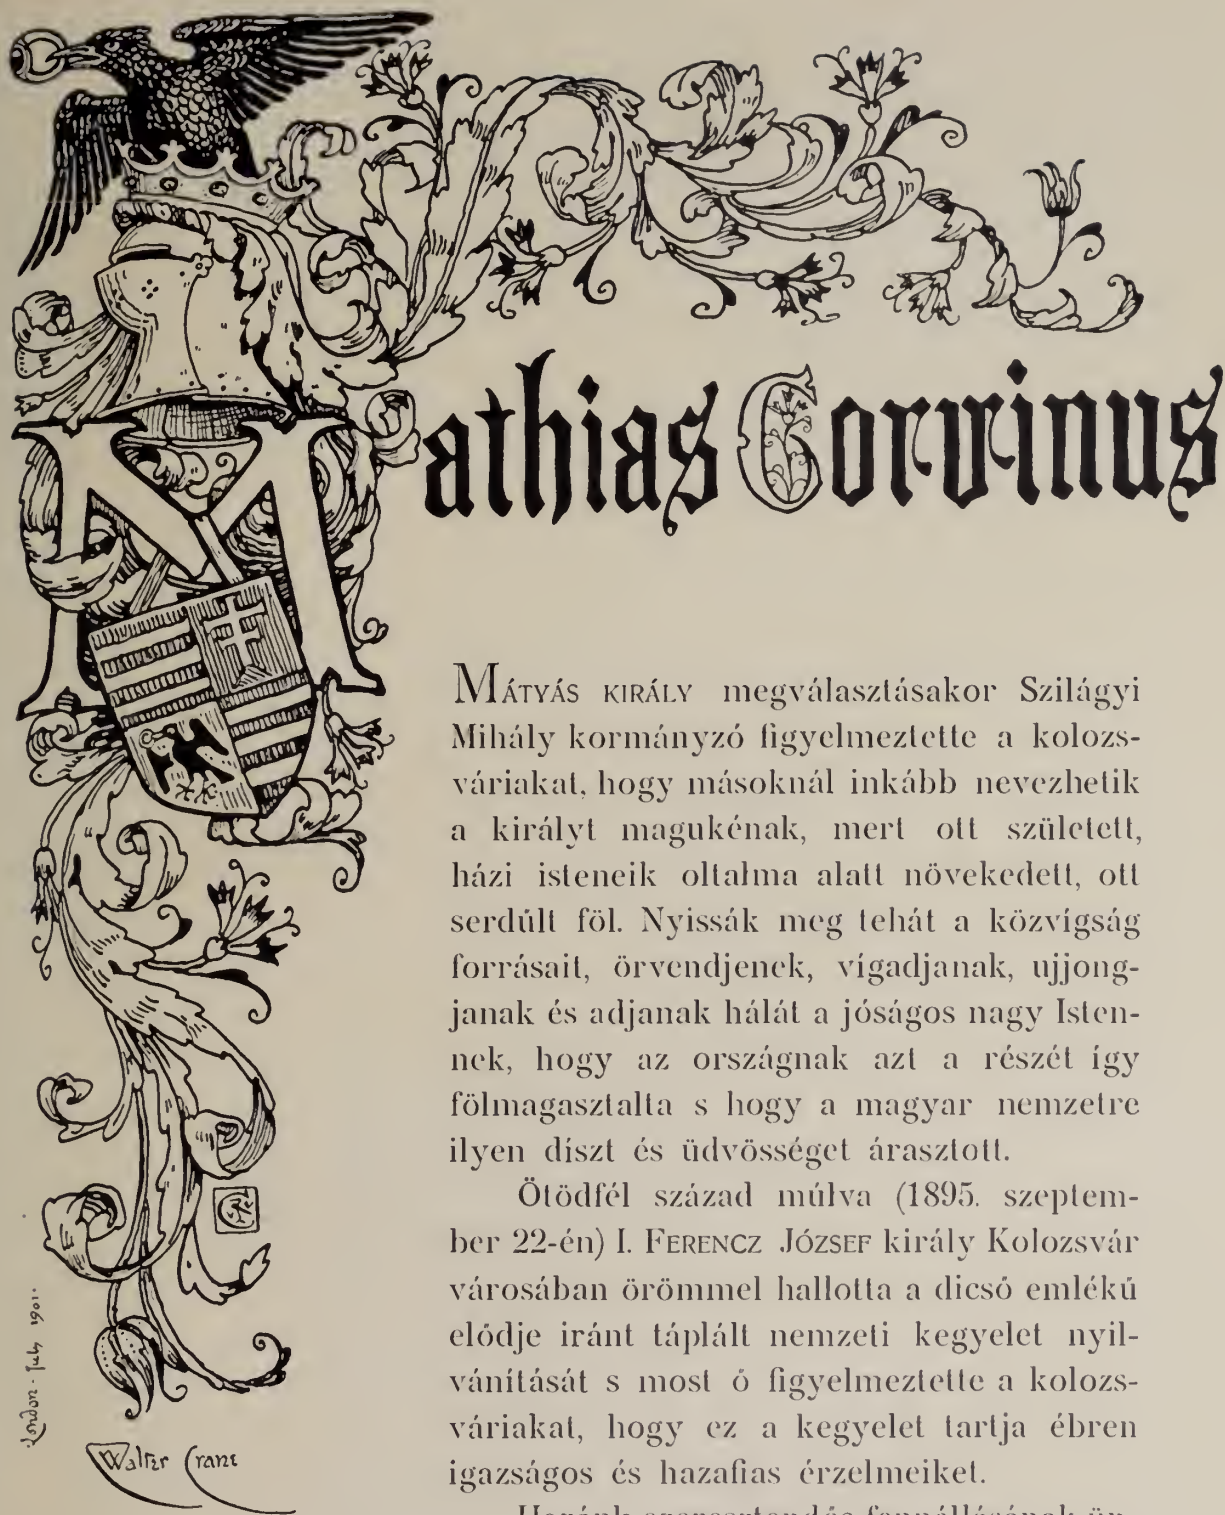 Mathias Corvinus
MÁTYÁS KIRÁLY megválasztásakor Szilágyi
Mihály kormányzó figyelmeztette a kolozs-
váriakat, hogy másoknál inkább nevezhetik
a királyt magukénak, mert ott született,
házi isteneik oltalma alatt növekedett, ott
serdűlt föl. Nyissák meg tehát a közvígság
forrásait, örvendjenek, vígadjanak, ujjong-
janak és adjanak hálát a jóságos nagy Isten-
nek, hogy az országnak azt a részét így
fölmagasztalta s hogy a magyar nemzetre
ilyen díszt és üdvösséget árasztott.
Ötödfél század múlva (1895. szeptem-
ber 22-én) I. FERENCZ JÓZSEF király Kolozsvár
városában örömmel hallotta a dicső emlékű
elődje iránt táplált nemzeti kegyelet nyil-
vánítását s most ő figyelmeztette a kolozs-
váriakat, hogy ez a kegyelet tartja ébren
igazságos és hazafias érzelmeiket.
London · July 1901 ·
Walter Crane